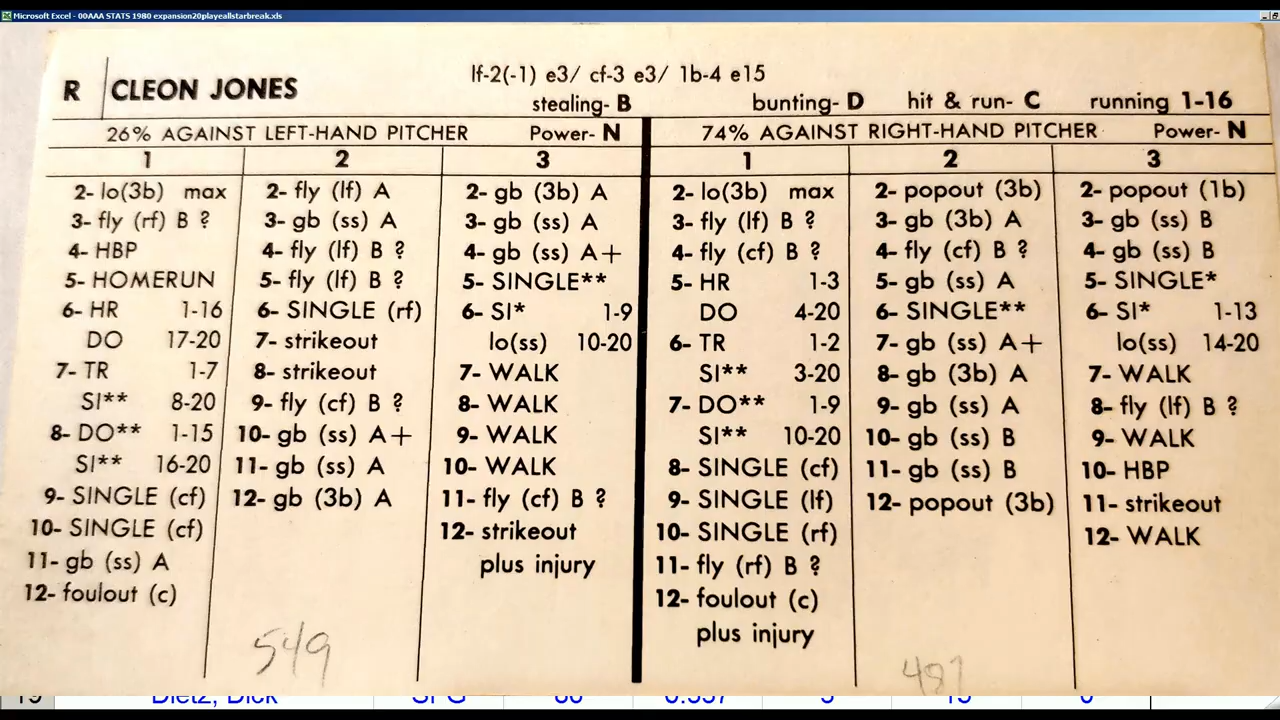 Microsoft Excel - 00AAA STATS 1980 expansion20playeallstarbreak.xls
R CLEON JONES
lf-2(-1) e3/ cf-3 e3/ 1b-4 e15
stealing- B bunting- D hit & run- C running 1-16
26% AGAINST LEFT-HAND PITCHER Power- N
1 2 3
2- lo(3b) max
3- fly (rf) B ?
4- HBP
5- HOMERUN
6- HR 1-16
DO 17-20
7- TR 1-7
SI** 8-20
8- DO** 1-15
SI** 16-20
9- SINGLE (cf)
10- SINGLE (cf)
11- gb (ss) A
12- foulout (c)
2- fly (lf) A
3- gb (ss) A
4- fly (lf) B ?
5- fly (lf) B ?
6- SINGLE (rf)
7- strikeout
8- strikeout
9- fly (cf) B ?
10- gb (ss) A+
11- gb (ss) A
12- gb (3b) A
549
2- gb (3b) A
3- gb (ss) A
4- gb (ss) A+
5- SINGLE**
6- SI* 1-9
lo(ss) 10-20
7- WALK
8- WALK
9- WALK
10- WALK
11- fly (cf) B ?
12- strikeout
plus injury
74% AGAINST RIGHT-HAND PITCHER Power- N
1 2 3
2- lo(3b) max
3- fly (lf) B ?
4- fly (cf) B ?
5- HR 1-3
DO 4-20
6- TR 1-2
SI** 3-20
7- DO** 1-9
SI** 10-20
8- SINGLE (cf)
9- SINGLE (lf)
10- SINGLE (rf)
11- fly (rf) B ?
12- foulout (c)
plus injury
2- popout (3b)
3- gb (3b) A
4- fly (cf) B ?
5- gb (ss) A
6- SINGLE**
7- gb (ss) A+
8- gb (3b) A
9- gb (ss) A
10- gb (ss) B
11- gb (ss) B
12- popout (3b)
2- popout (1b)
3- gb (ss) B
4- gb (ss) B
5- SINGLE*
6- SI* 1-13
lo(ss) 14-20
7- WALK
8- fly (lf) B ?
9- WALK
10- HBP
11- strikeout
12- WALK
19 Dietz, Dick SFG